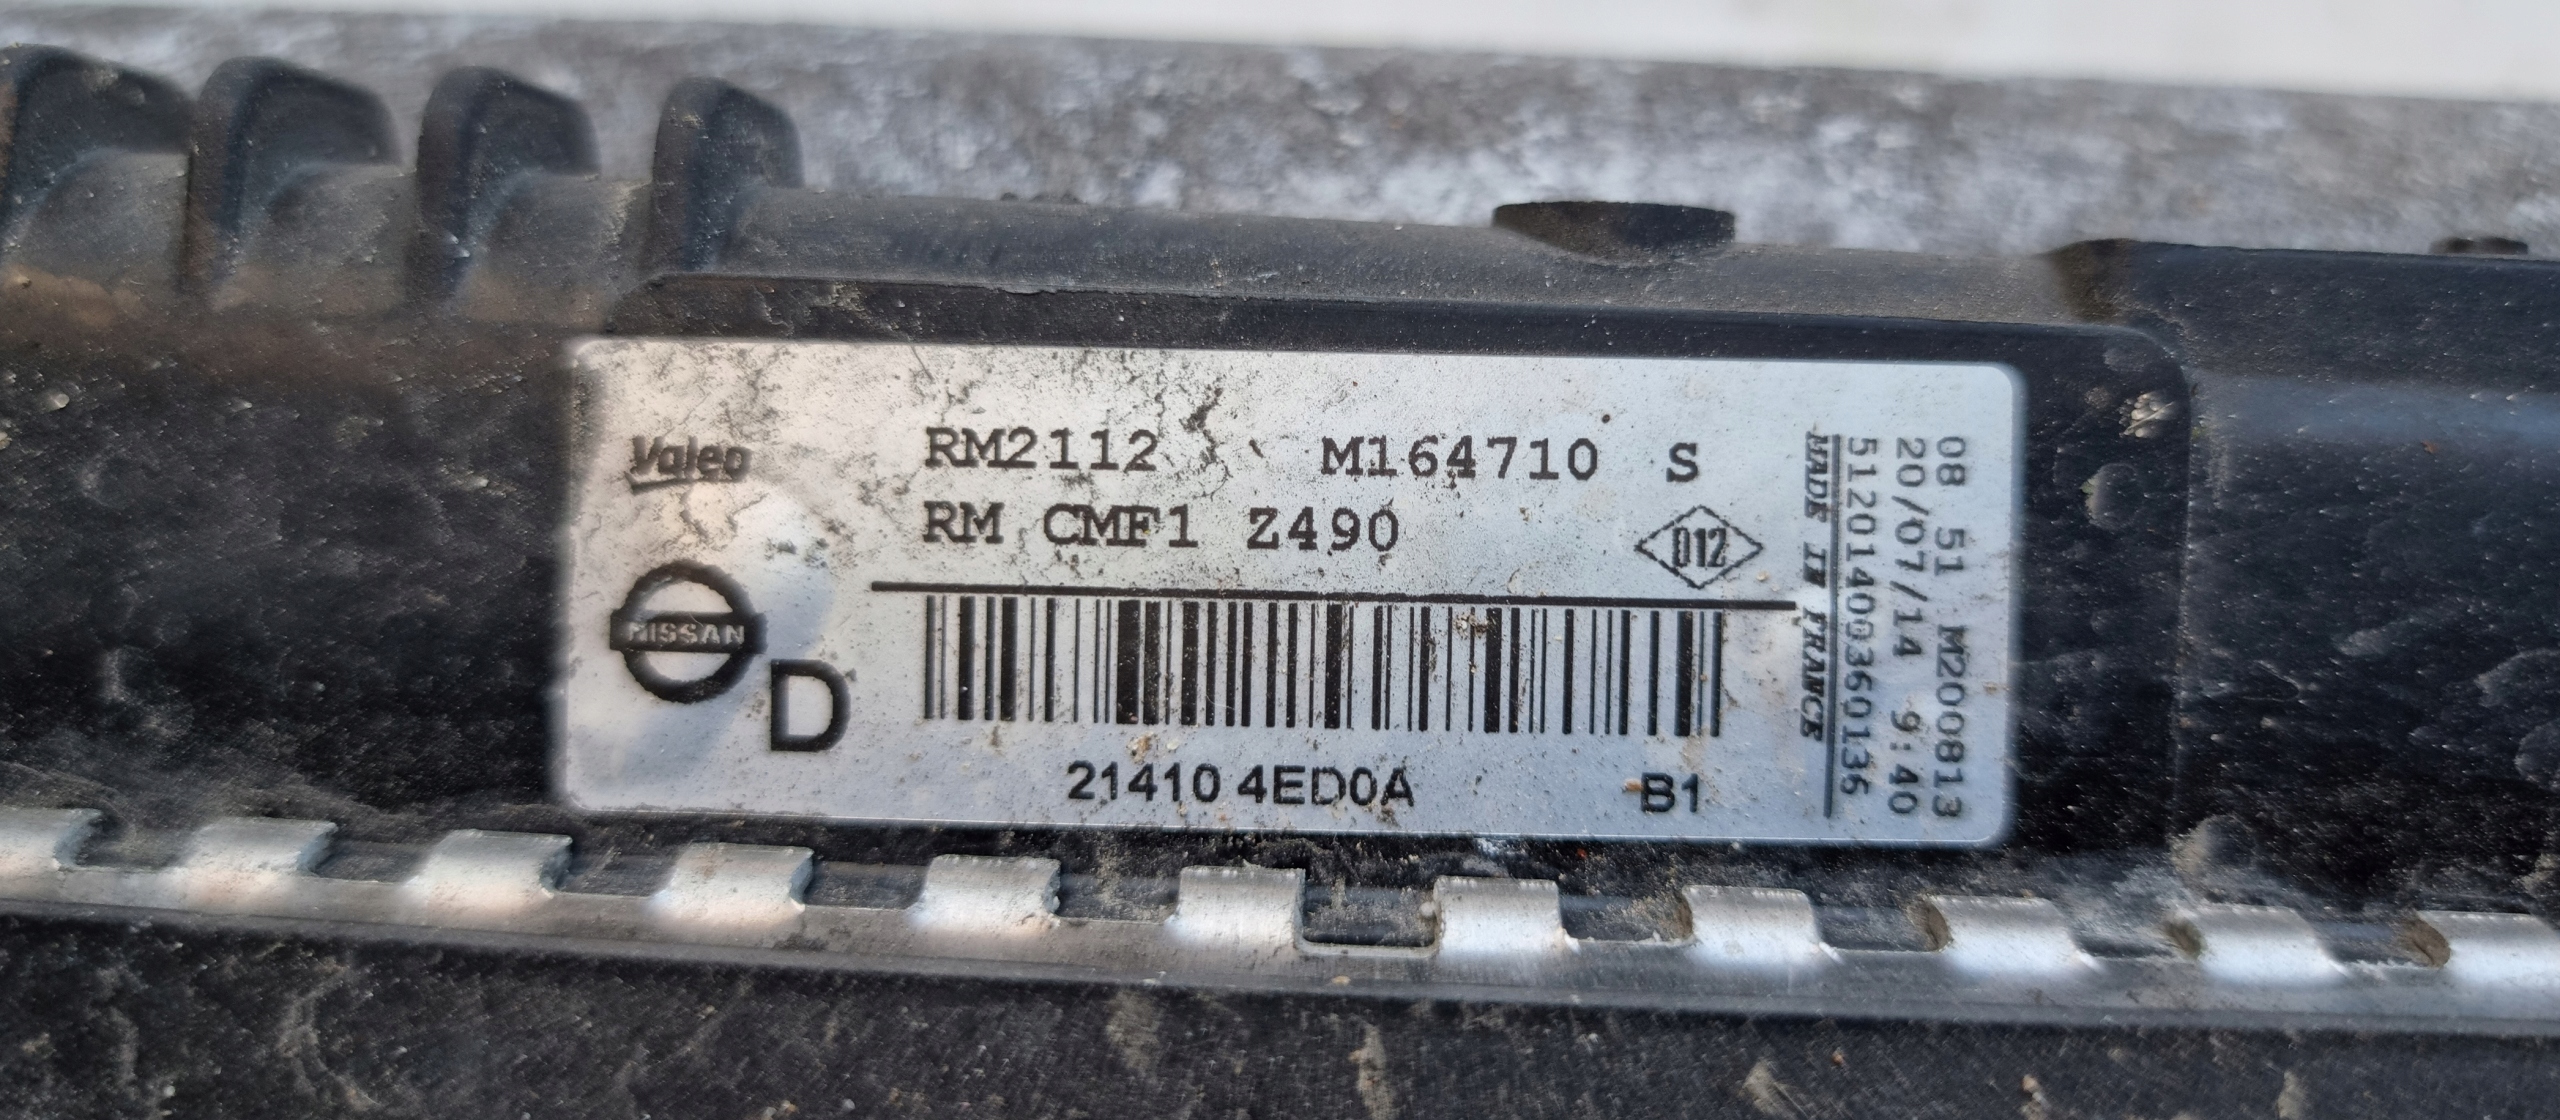 Valeo
RM2112 M164710 S
RM CMF1 Z490
D12
NISSAN
D
21410 4ED0A B1
MADE IN FRANCE
512014003601136
20/07/14 9:40
08 51 M200813